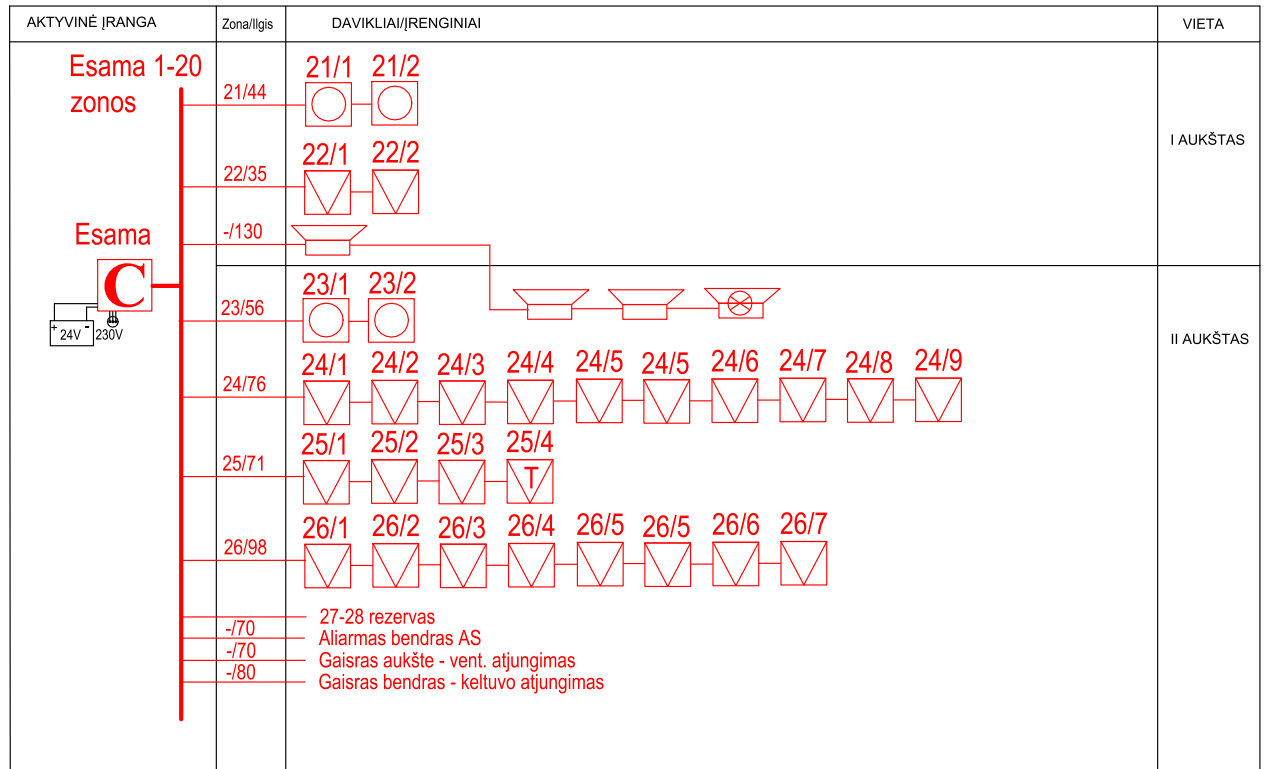 AKTYVINĖ ĮRANGA Zona/Ilgis DAVIKLIAI/ĮRENGINIAI VIETA
Esama 1-20
zonos
21/44 21/1 21/2
I AUKŠTAS
22/35 22/1 22/2
-/130
Esama
C
+ 24V - 230V
23/56 23/1 23/2
II AUKŠTAS
24/76 24/1 24/2 24/3 24/4 24/5 24/5 24/6 24/7 24/8 24/9
25/71 25/1 25/2 25/3 25/4
T
26/98 26/1 26/2 26/3 26/4 26/5 26/5 26/6 26/7
27-28 rezervas
-/70 Aliarmas bendras AS
-/70 Gaisras aukšte - vent. atjungimas
-/80 Gaisras bendras - keltuvo atjungimas